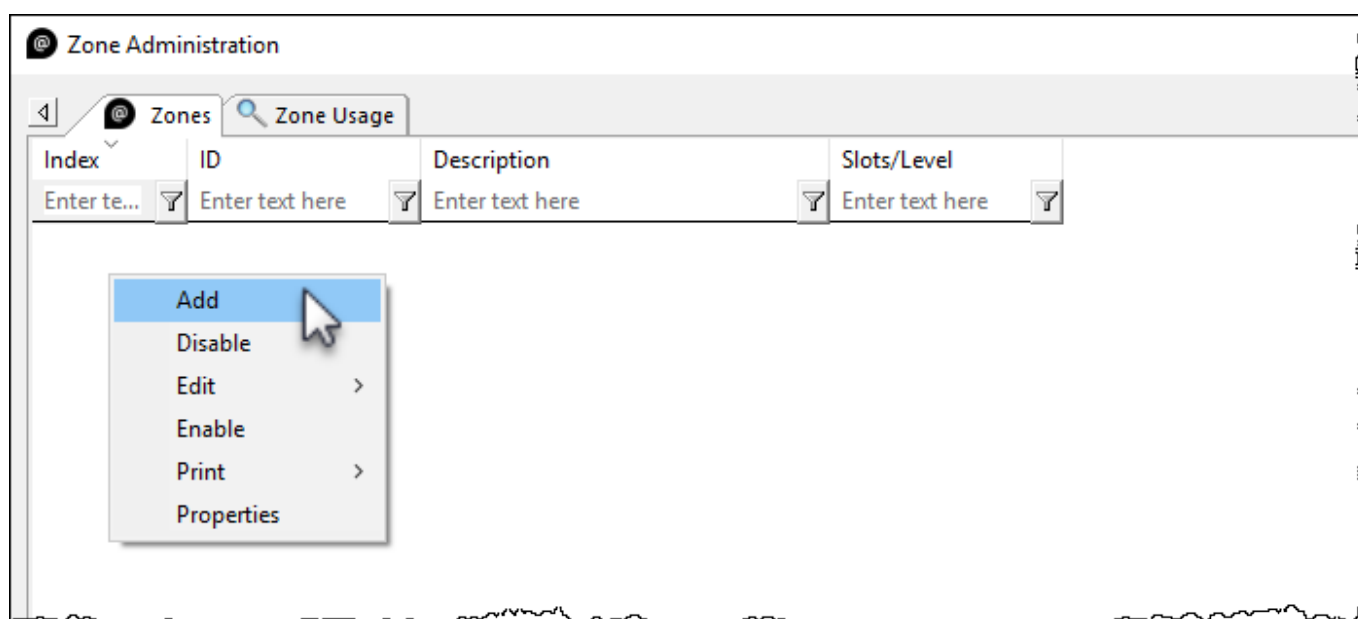 Zone Administration
Zones Zone Usage
Index ID Description Slots/Level
Enter te... Enter text here Enter text here Enter text here
Add
Disable
Edit
Enable
Print
Properties